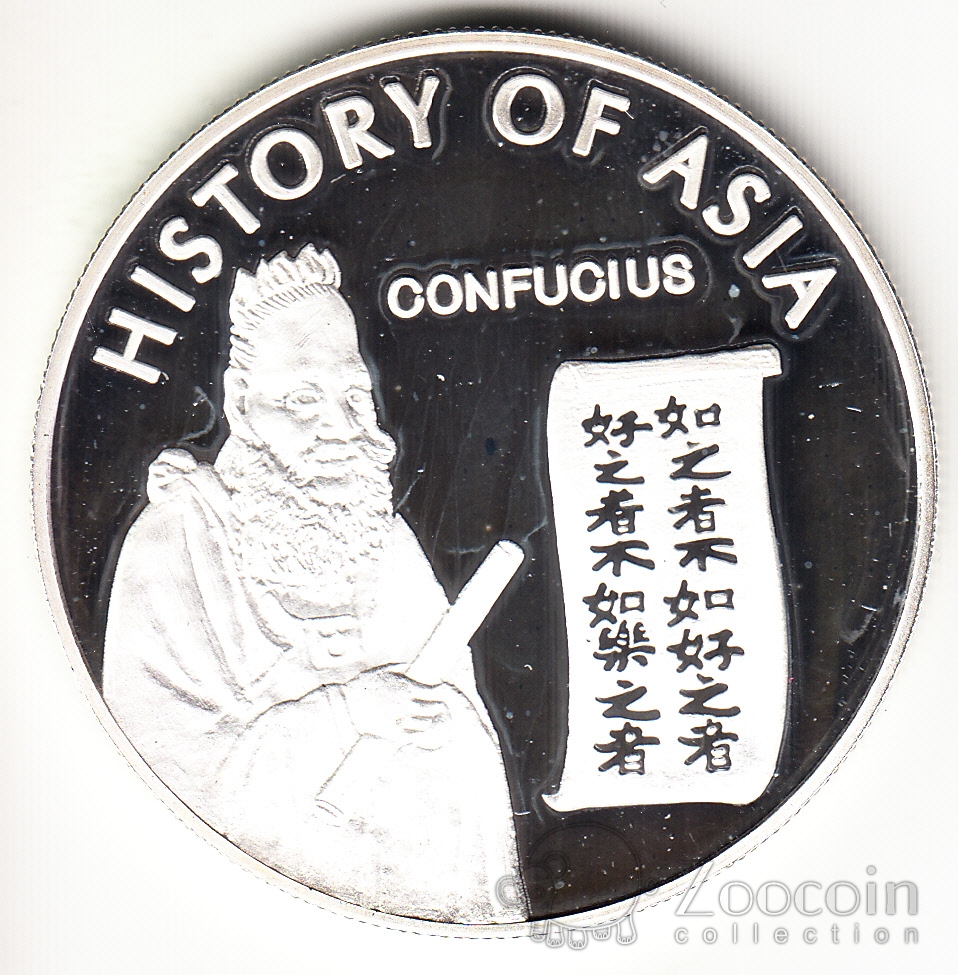 HISTORY OF ASIA
CONFUCIUS
如之者不如好之者
好之者不如樂之者
Zoocoin
collection